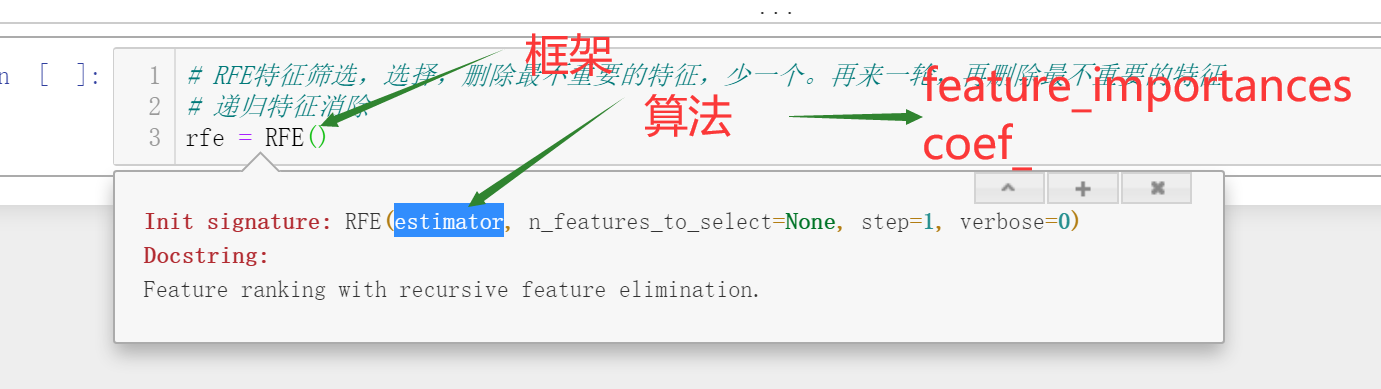 ...
n [ ]:
1 # RFE特征筛选，选择，删除最不重要的特征，少一个。再来一轮，再删除最不重要的特征
2 # 递归特征消除
3 rfe = RFE()
框架
算法
feature_importances
coef_
Init signature: RFE(estimator, n_features_to_select=None, step=1, verbose=0)
Docstring:
Feature ranking with recursive feature elimination.